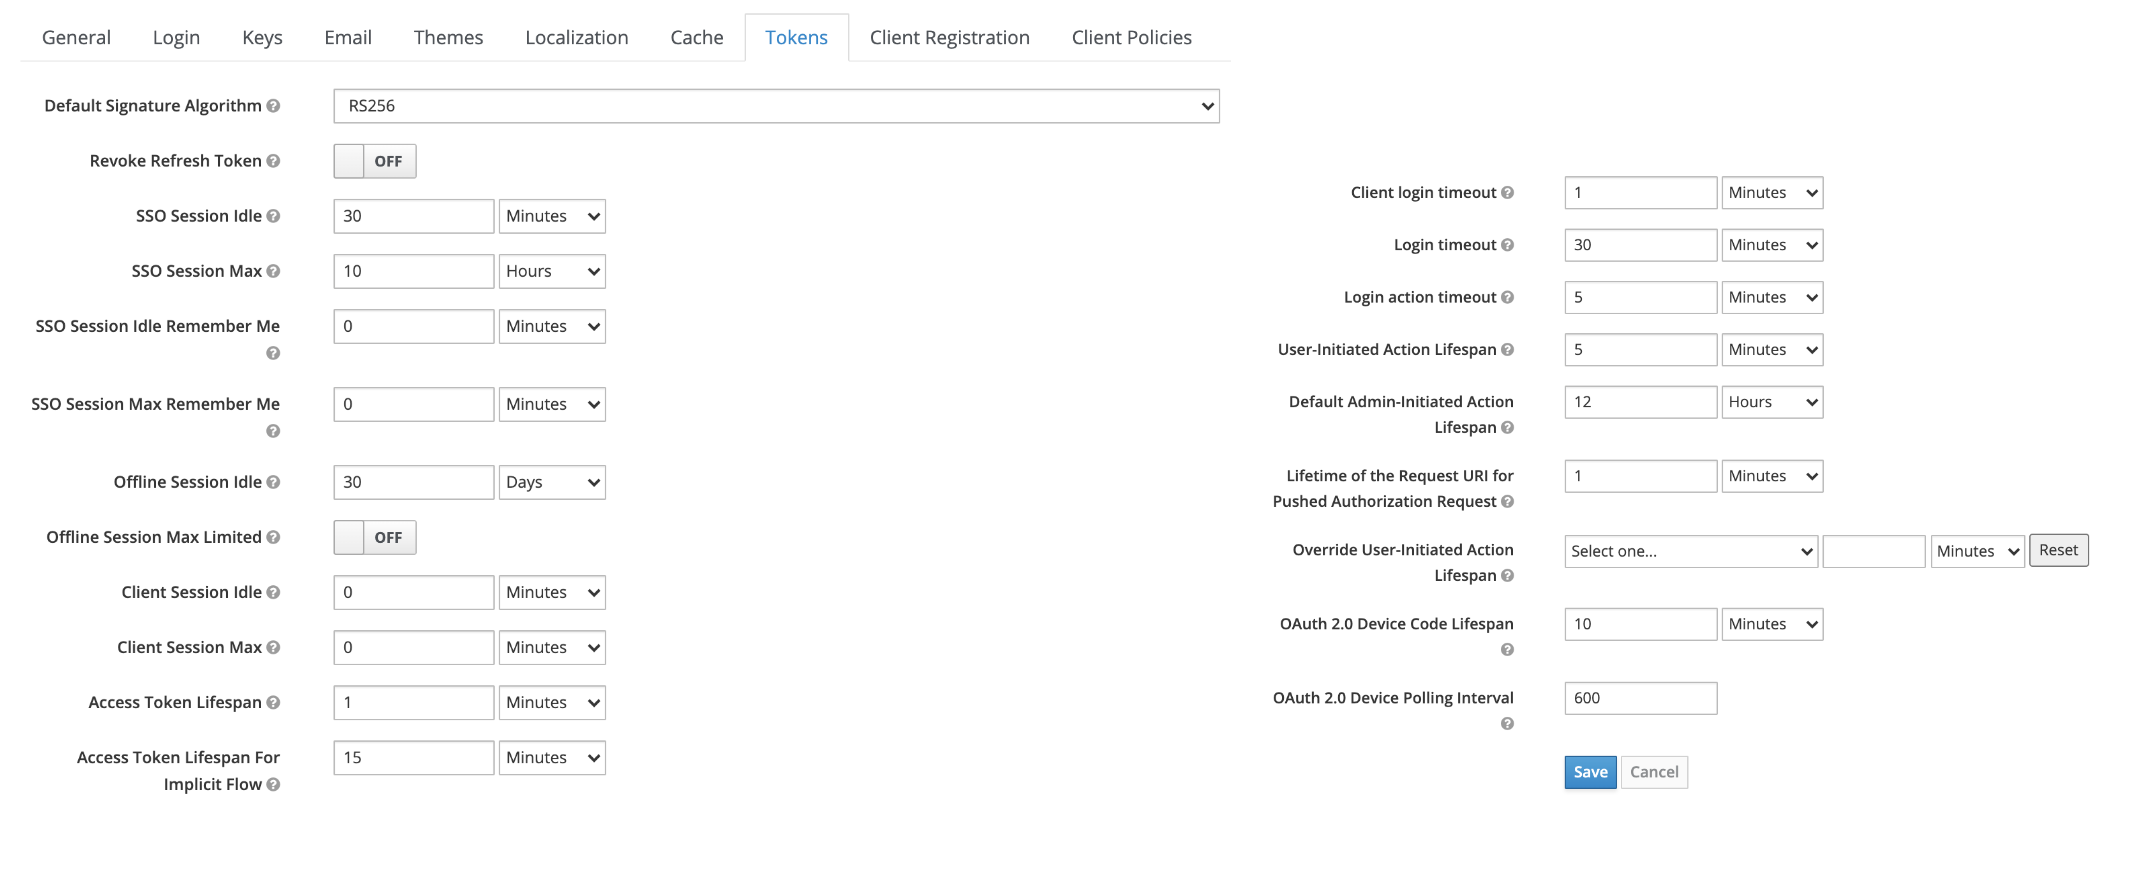 General Login Keys Email Themes Localization Cache Tokens Client Registration Client Policies
Default Signature Algorithm RS256
Revoke Refresh Token OFF
SSO Session Idle 30 Minutes
SSO Session Max 10 Hours
SSO Session Idle Remember Me 0 Minutes
SSO Session Max Remember Me 0 Minutes
Offline Session Idle 30 Days
Offline Session Max Limited OFF
Client Session Idle 0 Minutes
Client Session Max 0 Minutes
Access Token Lifespan 1 Minutes
Access Token Lifespan For 15 Minutes
Implicit Flow
Client login timeout 1 Minutes
Login timeout 30 Minutes
Login action timeout 5 Minutes
User-Initiated Action Lifespan 5 Minutes
Default Admin-Initiated Action 12 Hours
Lifespan
Lifetime of the Request URI for 1 Minutes
Pushed Authorization Request
Override User-Initiated Action Select one... Minutes Reset
Lifespan
OAuth 2.0 Device Code Lifespan 10 Minutes
OAuth 2.0 Device Polling Interval 600
Save Cancel